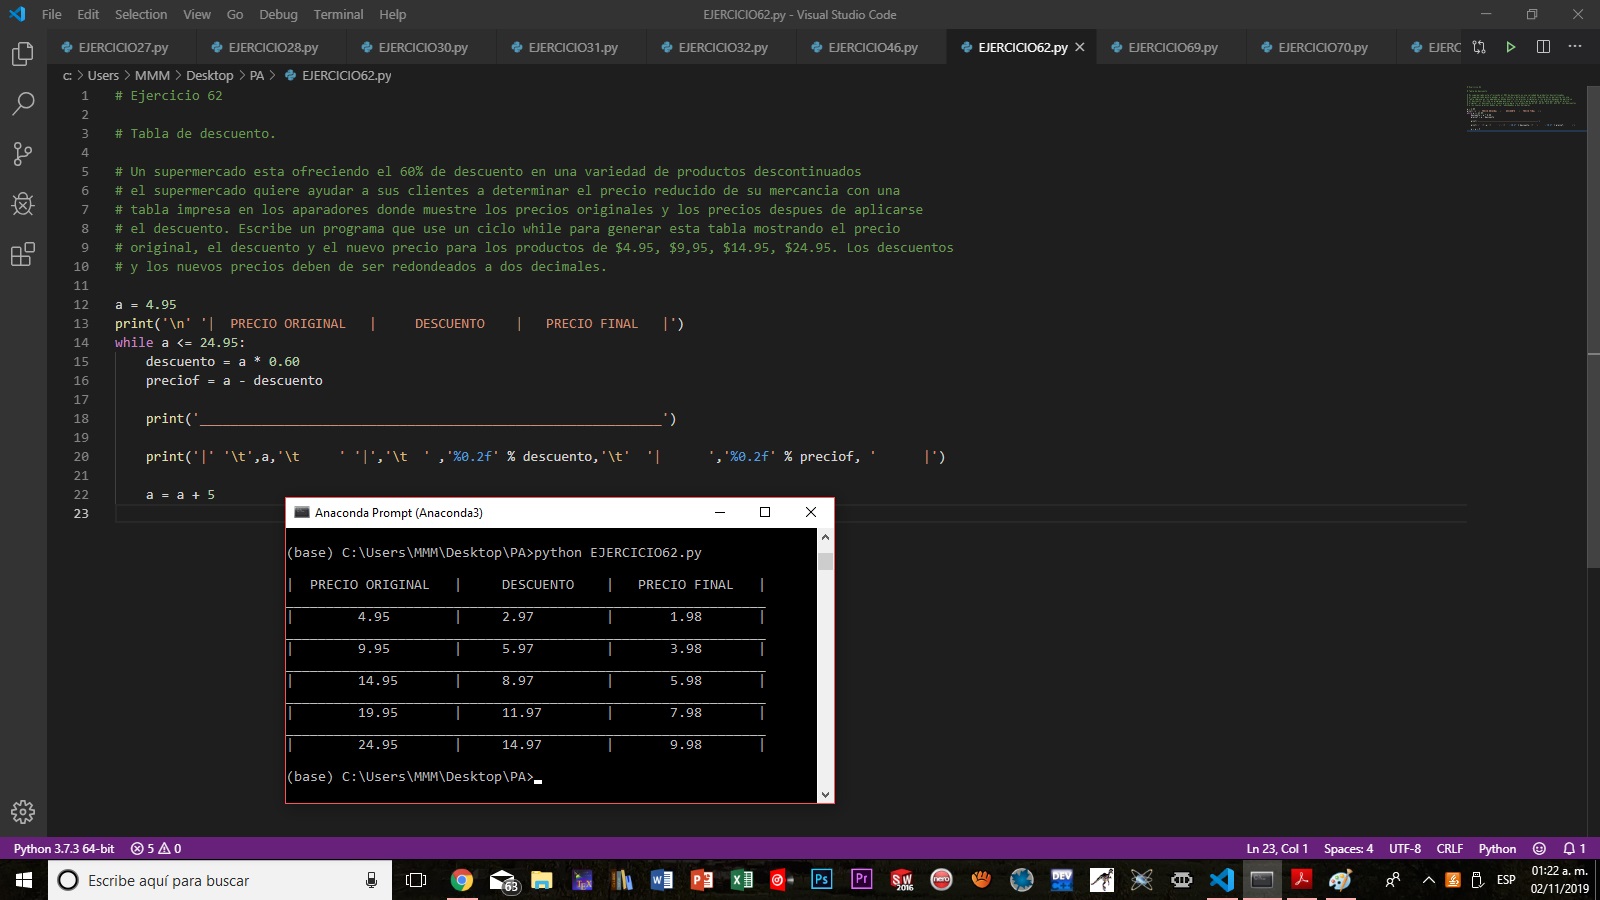 File Edit Selection View Go Debug Terminal Help EJERCICIO62.py - Visual Studio Code
EJERCICIO27.py EJERCICIO28.py EJERCICIO30.py EJERCICIO31.py EJERCICIO32.py EJERCICIO46.py EJERCICIO62.py EJERCICIO69.py EJERCICIO70.py EJERC
c: > Users > MMM > Desktop > PA > EJERCICIO62.py
1 # Ejercicio 62
2
3 # Tabla de descuento.
4
5 # Un supermercado esta ofreciendo el 60% de descuento en una variedad de productos descontinuados
6 # el supermercado quiere ayudar a sus clientes a determinar el precio reducido de su mercancia con una
7 # tabla impresa en los aparadores donde muestre los precios originales y los precios despues de aplicarse
8 # el descuento. Escribe un programa que use un ciclo while para generar esta tabla mostrando el precio
9 # original, el descuento y el nuevo precio para los productos de $4.95, $9,95, $14.95, $24.95. Los descuentos
10 # y los nuevos precios deben de ser redondeados a dos decimales.
11
12 a = 4.95
13 print('\n' '|  PRECIO ORIGINAL   |     DESCUENTO    |   PRECIO FINAL   |')
14 while a <= 24.95:
15     descuento = a * 0.60
16     preciof = a - descuento
17
18     print('____________________________________________________________')
19
20     print('|' '\t',a,'\t     ' '|','\t  ' ,'%0.2f' % descuento,'\t'  '|      ','%0.2f' % preciof, '      |')
21
22     a = a + 5
23
Anaconda Prompt (Anaconda3)
(base) C:\Users\MMM\Desktop\PA>python EJERCICIO62.py
|  PRECIO ORIGINAL   |     DESCUENTO    |   PRECIO FINAL   |
____________________________________________________________
|        4.95        |     2.97         |       1.98       |
____________________________________________________________
|        9.95        |     5.97         |       3.98       |
____________________________________________________________
|        14.95       |     8.97         |       5.98       |
____________________________________________________________
|        19.95       |     11.97        |       7.98       |
____________________________________________________________
|        24.95       |     14.97        |       9.98       |
(base) C:\Users\MMM\Desktop\PA>
Python 3.7.3 64-bit 5 0 Ln 23, Col 1 Spaces: 4 UTF-8 CRLF Python 1
Escribe aquí para buscar 63 Ps Pr SW 2016 nero DEV ESP 01:22 a. m.
02/11/2019